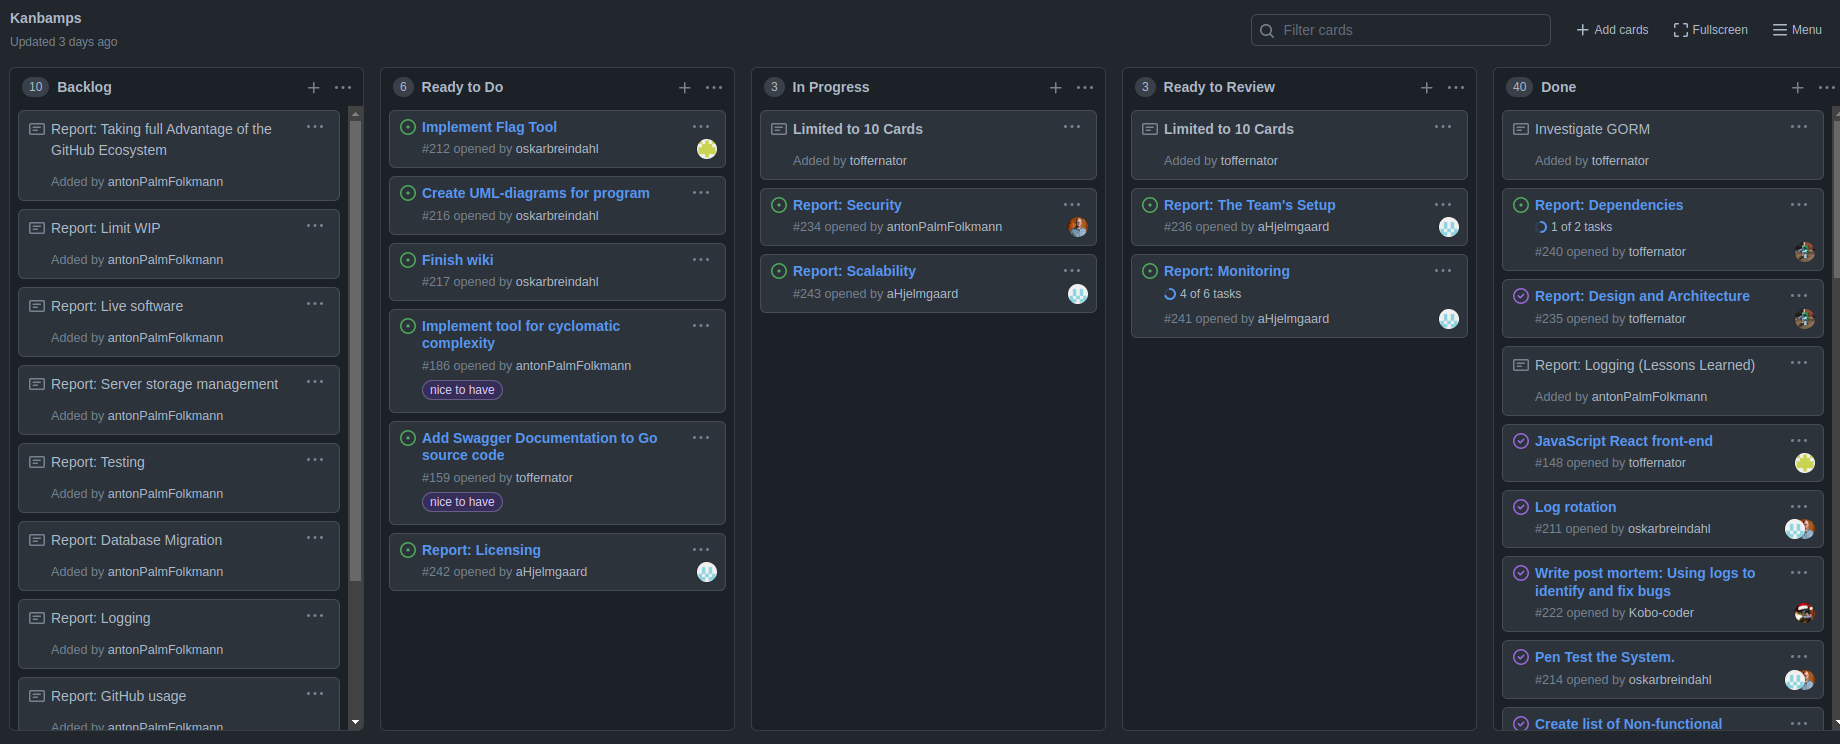 Kanbamps
Updated 3 days ago
Filter cards
Add cards
Fullscreen
Menu
10 Backlog
Report: Taking full Advantage of the
GitHub Ecosystem
Added by antonPalmFolkmann
Report: Limit WIP
Added by antonPalmFolkmann
Report: Live software
Added by antonPalmFolkmann
Report: Server storage management
Added by antonPalmFolkmann
Report: Testing
Added by antonPalmFolkmann
Report: Database Migration
Added by antonPalmFolkmann
Report: Logging
Added by antonPalmFolkmann
Report: GitHub usage
Added by antonPalmFolkmann
6 Ready to Do
Implement Flag Tool
#212 opened by oskarbreindahl
Create UML-diagrams for program
#216 opened by oskarbreindahl
Finish wiki
#217 opened by oskarbreindahl
Implement tool for cyclomatic
complexity
#186 opened by antonPalmFolkmann
nice to have
Add Swagger Documentation to Go
source code
#159 opened by toffernator
nice to have
Report: Licensing
#242 opened by aHjelmgaard
3 In Progress
Limited to 10 Cards
Added by toffernator
Report: Security
#234 opened by antonPalmFolkmann
Report: Scalability
#243 opened by aHjelmgaard
3 Ready to Review
Limited to 10 Cards
Added by toffernator
Report: The Team's Setup
#236 opened by aHjelmgaard
Report: Monitoring
4 of 6 tasks
#241 opened by aHjelmgaard
40 Done
Investigate GORM
Added by toffernator
Report: Dependencies
1 of 2 tasks
#240 opened by toffernator
Report: Design and Architecture
#235 opened by toffernator
Report: Logging (Lessons Learned)
Added by antonPalmFolkmann
JavaScript React front-end
#148 opened by toffernator
Log rotation
#211 opened by oskarbreindahl
Write post mortem: Using logs to
identify and fix bugs
#222 opened by Kobo-coder
Pen Test the System.
#214 opened by oskarbreindahl
Create list of Non-functional